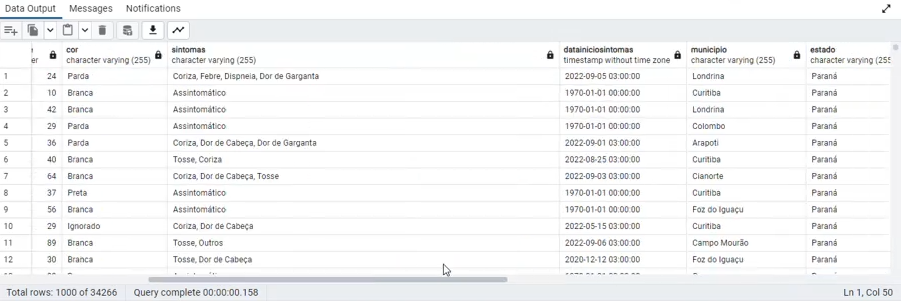 Data Output Messages Notifications
cor sintomas datainiciosintomas municipio estado
character varying (255) character varying (255) timestamp without time zone character varying (255) character varying (255)
1 24 Parda Coriza, Febre, Dispneia, Dor de Garganta 2022-09-05 03:00:00 Londrina Paraná
2 10 Branca Assintomático 1970-01-01 00:00:00 Curitiba Paraná
3 42 Branca Assintomático 1970-01-01 00:00:00 Londrina Paraná
4 29 Parda Assintomático 1970-01-01 00:00:00 Colombo Paraná
5 36 Parda Coriza, Dor de Cabeça, Dor de Garganta 2022-09-01 03:00:00 Arapoti Paraná
6 40 Branca Tosse, Coriza 2022-08-25 03:00:00 Curitiba Paraná
7 64 Branca Coriza, Dor de Cabeça, Tosse 2022-09-03 03:00:00 Cianorte Paraná
8 37 Preta Assintomático 1970-01-01 00:00:00 Curitiba Paraná
9 56 Branca Assintomático 1970-01-01 00:00:00 Foz do Iguaçu Paraná
10 29 Ignorado Coriza, Dor de Cabeça 2022-05-15 03:00:00 Curitiba Paraná
11 89 Branca Tosse, Outros 2022-09-06 03:00:00 Campo Mourão Paraná
12 30 Branca Tosse, Dor de Cabeça 2020-12-12 03:00:00 Foz do Iguaçu Paraná
Total rows: 1000 of 34266 Query complete 00:00:00.158 Ln 1, Col 50